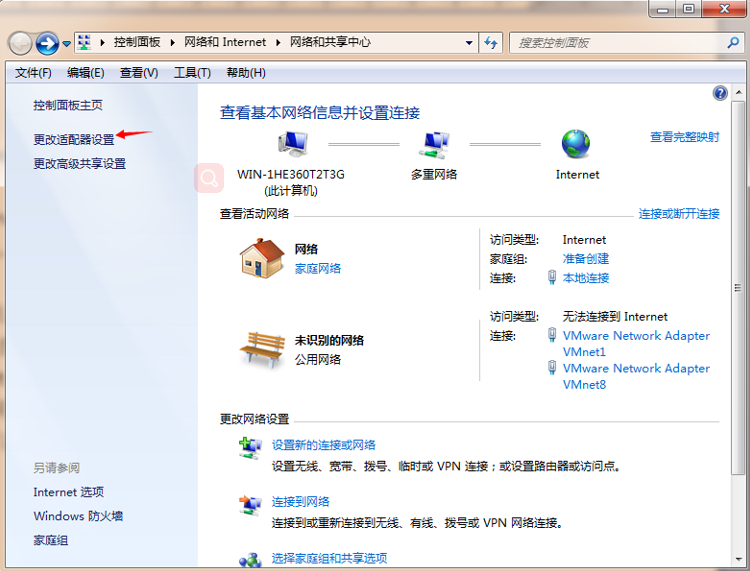 控制面板 ▸ 网络和 Internet ▸ 网络和共享中心
搜索控制面板
文件(F) 编辑(E) 查看(V) 工具(T) 帮助(H)
控制面板主页
更改适配器设置
更改高级共享设置
另请参阅
Internet 选项
Windows 防火墙
家庭组
查看基本网络信息并设置连接
查看完整映射
WIN-1HE360T2T3G
(此计算机)
多重网络
Internet
查看活动网络
连接或断开连接
网络
家庭网络
访问类型: Internet
家庭组: 准备创建
连接: 本地连接
未识别的网络
公用网络
访问类型: 无法连接到 Internet
连接: VMware Network Adapter
VMnet1
VMware Network Adapter
VMnet8
更改网络设置
设置新的连接或网络
设置无线、宽带、拨号、临时或 VPN 连接；或设置路由器或访问点。
连接到网络
连接到或重新连接到无线、有线、拨号或 VPN 网络连接。
选择家庭组和共享选项